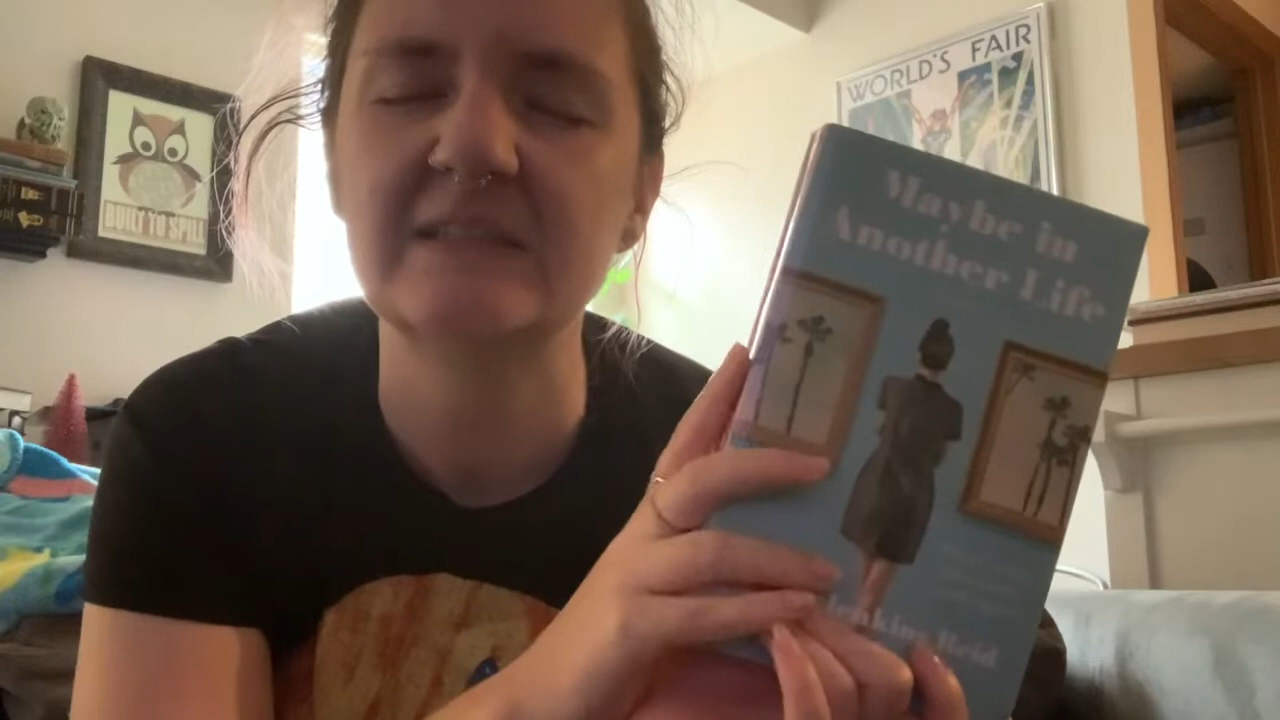 WORLD'S FAIR
BUILT TO SPILL
Maybe in
Another Life
Jenkins Reid